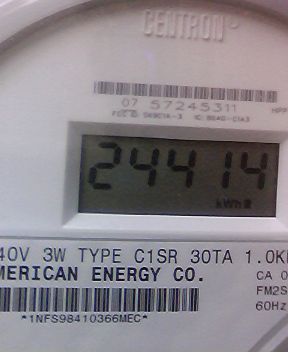 CENTRON
07 57245311
24414
kWh
40V 3W TYPE C1SR 30TA 1.0K
MERICAN ENERGY CO.
CA 0
FM2S
60Hz
*1NFS98410366MEC*